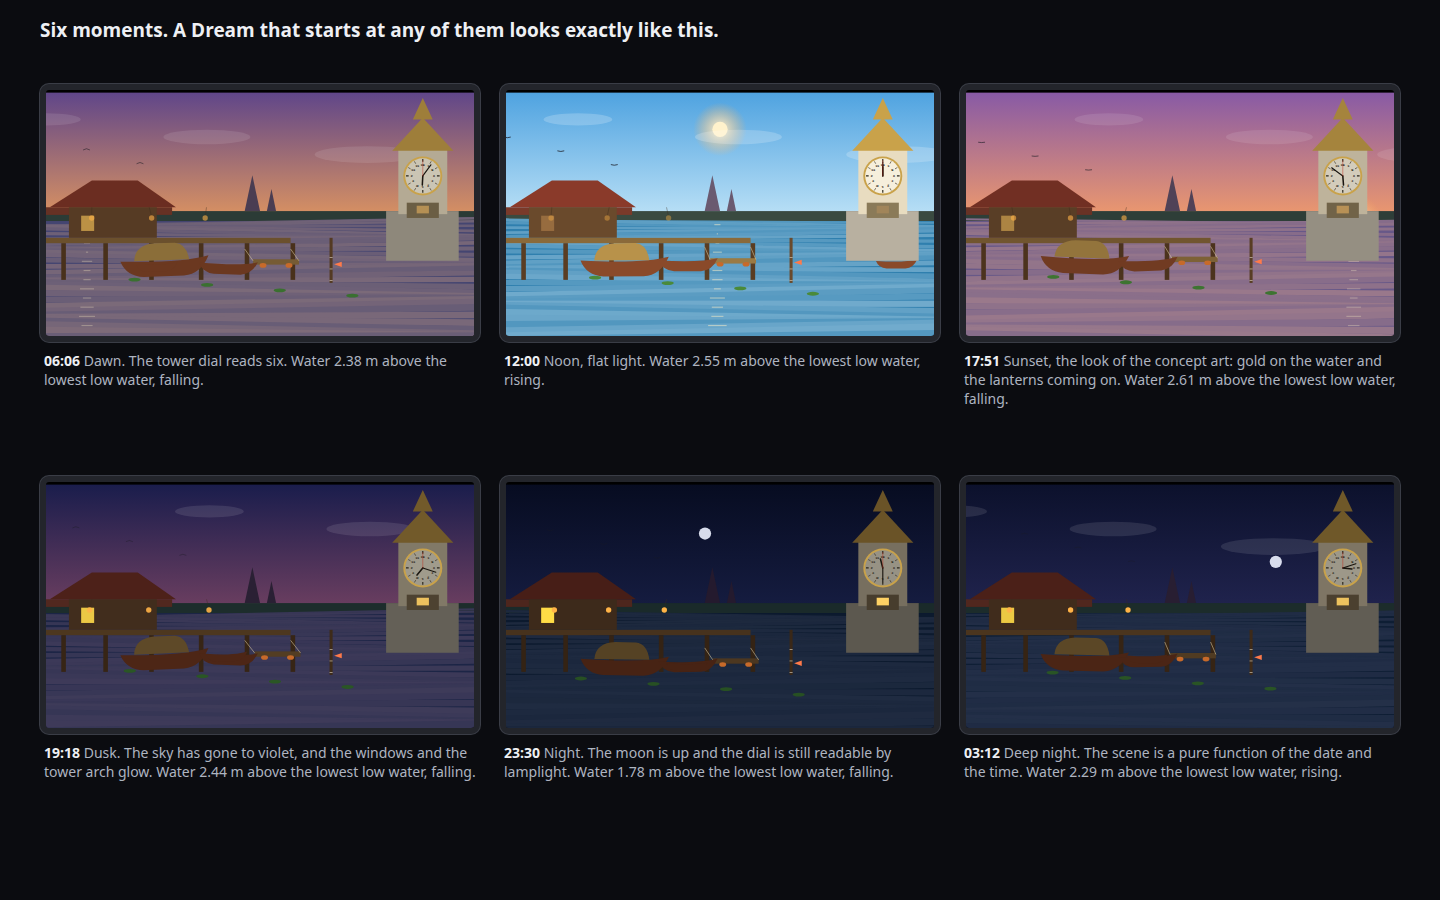 Six moments. A Dream that starts at any of them looks exactly like this.
06:06 Dawn. The tower dial reads six. Water 2.38 m above the
lowest low water, falling.
12:00 Noon, flat light. Water 2.55 m above the lowest low water,
rising.
17:51 Sunset, the look of the concept art: gold on the water and
the lanterns coming on. Water 2.61 m above the lowest low water,
falling.
19:18 Dusk. The sky has gone to violet, and the windows and the
tower arch glow. Water 2.44 m above the lowest low water, falling.
23:30 Night. The moon is up and the dial is still readable by
lamplight. Water 1.78 m above the lowest low water, falling.
03:12 Deep night. The scene is a pure function of the date and
the time. Water 2.29 m above the lowest low water, rising.